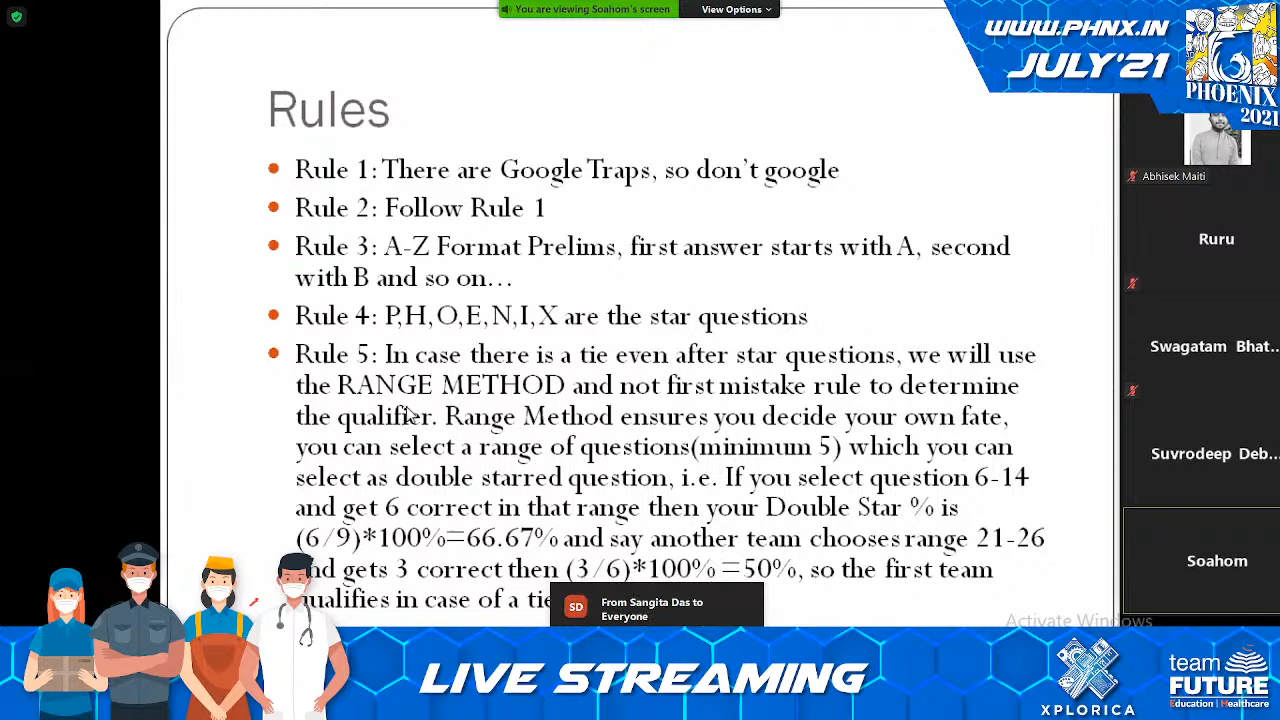 You are viewing Soahom's screen
View Options
WWW.PHNX.IN
JULY'21
PHOENIX
2021
Rules
Rule 1: There are Google Traps, so don't google
Rule 2: Follow Rule 1
Rule 3: A-Z Format Prelims, first answer starts with A, second
with B and so on...
Rule 4: P,H,O,E,N,I,X are the star questions
Rule 5: In case there is a tie even after star questions, we will use
the RANGE METHOD and not first mistake rule to determine
the qualifier. Range Method ensures you decide your own fate,
you can select a range of questions(minimum 5) which you can
select as double starred question, i.e. If you select question 6-14
and get 6 correct in that range then your Double Star % is
(6/9)*100%=66.67% and say another team chooses range 21-26
and gets 3 correct then (3/6)*100%=50%, so the first team
qualifies in case of a tie
Abhisek Maiti
Ruru
Swagatam Bhat...
Suvrodeep Deb...
Soahom
SD
From Sangita Das to
Everyone
Activate Windows
LIVE STREAMING
XPLORICA
team
FUTURE
Education | Healthcare